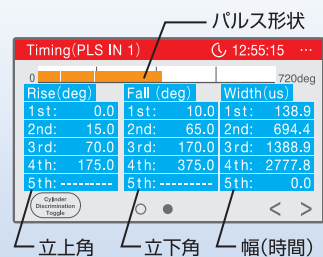 パルス形状
Timing(PLS IN 1) 12:55:15 ...
0 720deg
Rise(deg) Fall (deg) Width(us)
1st: 0.0 1st: 10.0 1st: 138.9
2nd: 15.0 2nd: 65.0 2nd: 694.4
3rd: 70.0 3rd: 170.0 3rd: 1388.9
4th: 175.0 4th: 375.0 4th: 2777.8
5th: --------- 5th: --------- 5th: 0.0
Cylinder
Discrimination
Toggle
< >
立上角 立下角 幅(時間)